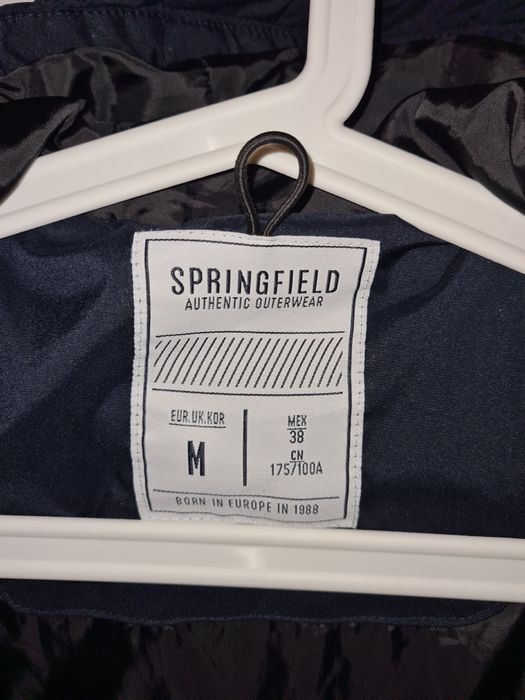 SPRINGFIELD
AUTHENTIC OUTERWEAR
EUR.UK.KOR
M
MEX
38
CN
175/100A
BORN IN EUROPE IN 1988